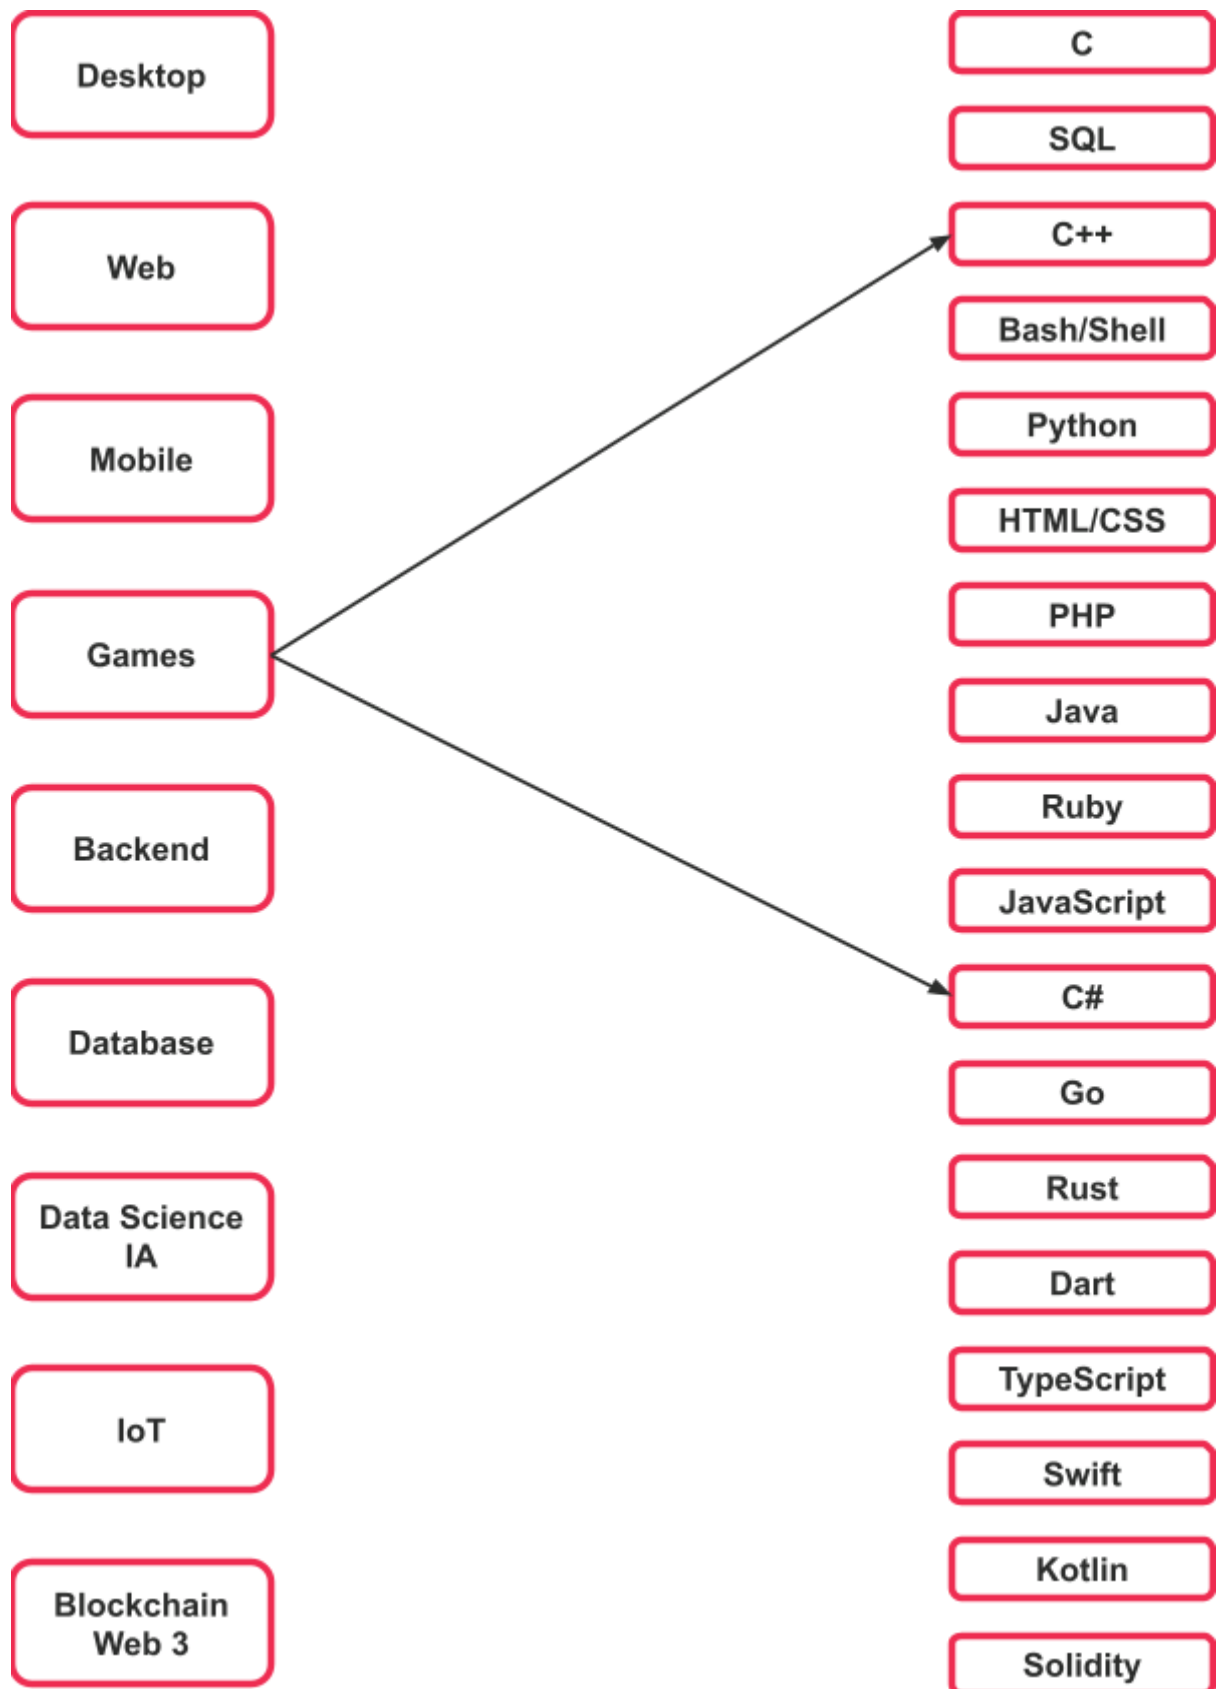 Desktop
Web
Mobile
Games
Backend
Database
Data Science
IA
IoT
Blockchain
Web 3
C
SQL
C++
Bash/Shell
Python
HTML/CSS
PHP
Java
Ruby
JavaScript
C#
Go
Rust
Dart
TypeScript
Swift
Kotlin
Solidity